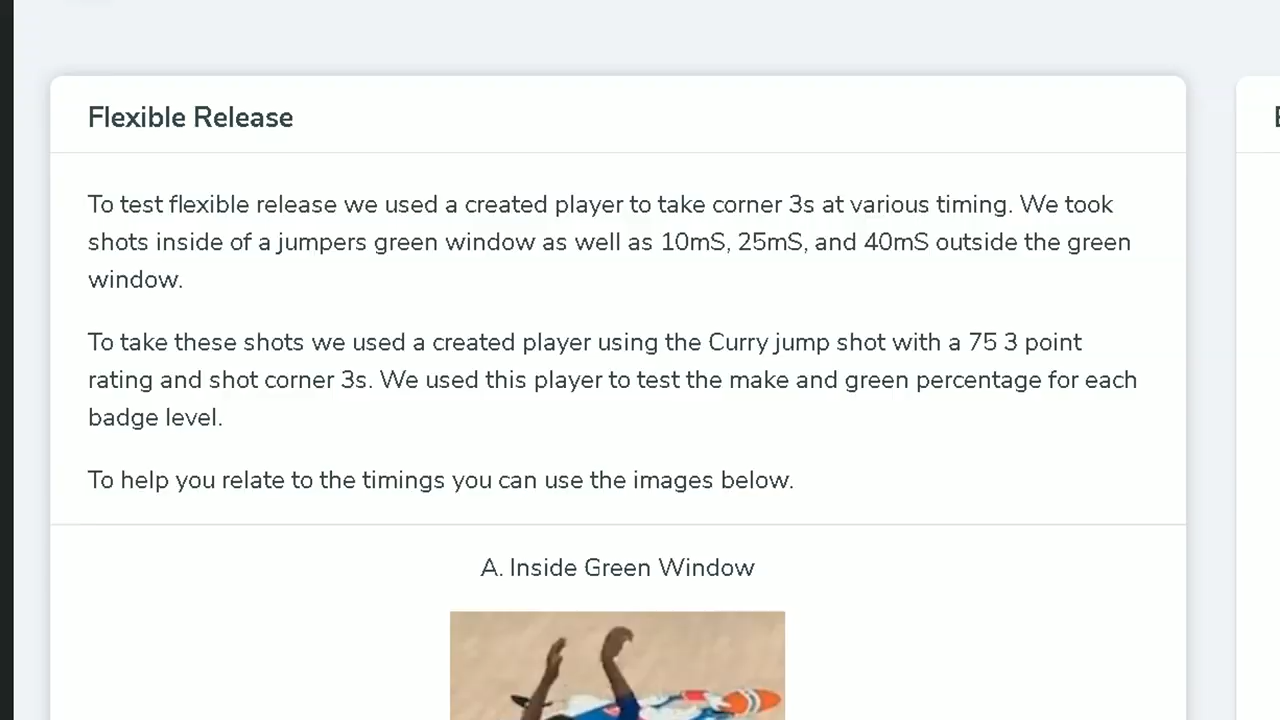 Flexible Release
To test flexible release we used a created player to take corner 3s at various timing. We took
shots inside of a jumpers green window as well as 10mS, 25mS, and 40mS outside the green
window.
To take these shots we used a created player using the Curry jump shot with a 75 3 point
rating and shot corner 3s. We used this player to test the make and green percentage for each
badge level.
To help you relate to the timings you can use the images below.
A. Inside Green Window